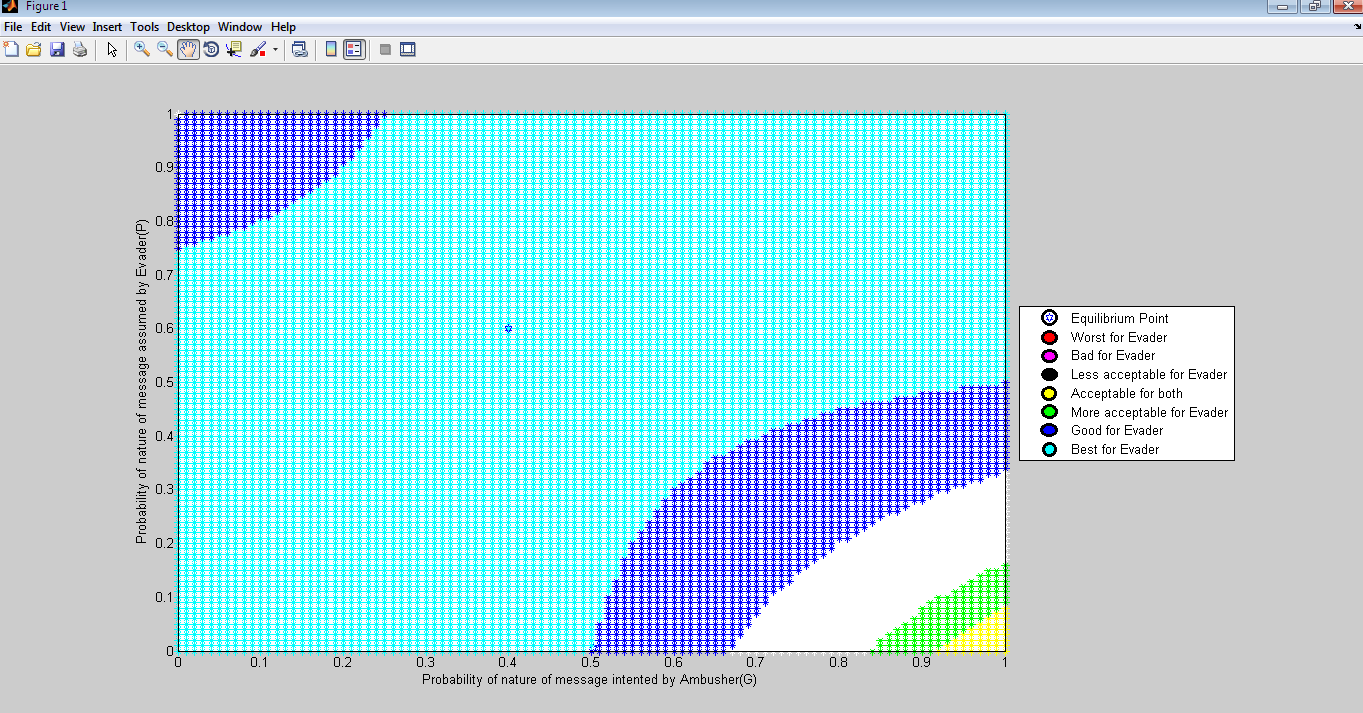 Figure 1
File Edit View Insert Tools Desktop Window Help
1
0.9
0.8
0.7
0.6
0.5
0.4
0.3
0.2
0.1
0
Probability of nature of message assumed by Evader(P)
0 0.1 0.2 0.3 0.4 0.5 0.6 0.7 0.8 0.9 1
Probability of nature of message intented by Ambusher(G)
Equilibrium Point
Worst for Evader
Bad for Evader
Less acceptable for Evader
Acceptable for both
More acceptable for Evader
Good for Evader
Best for Evader